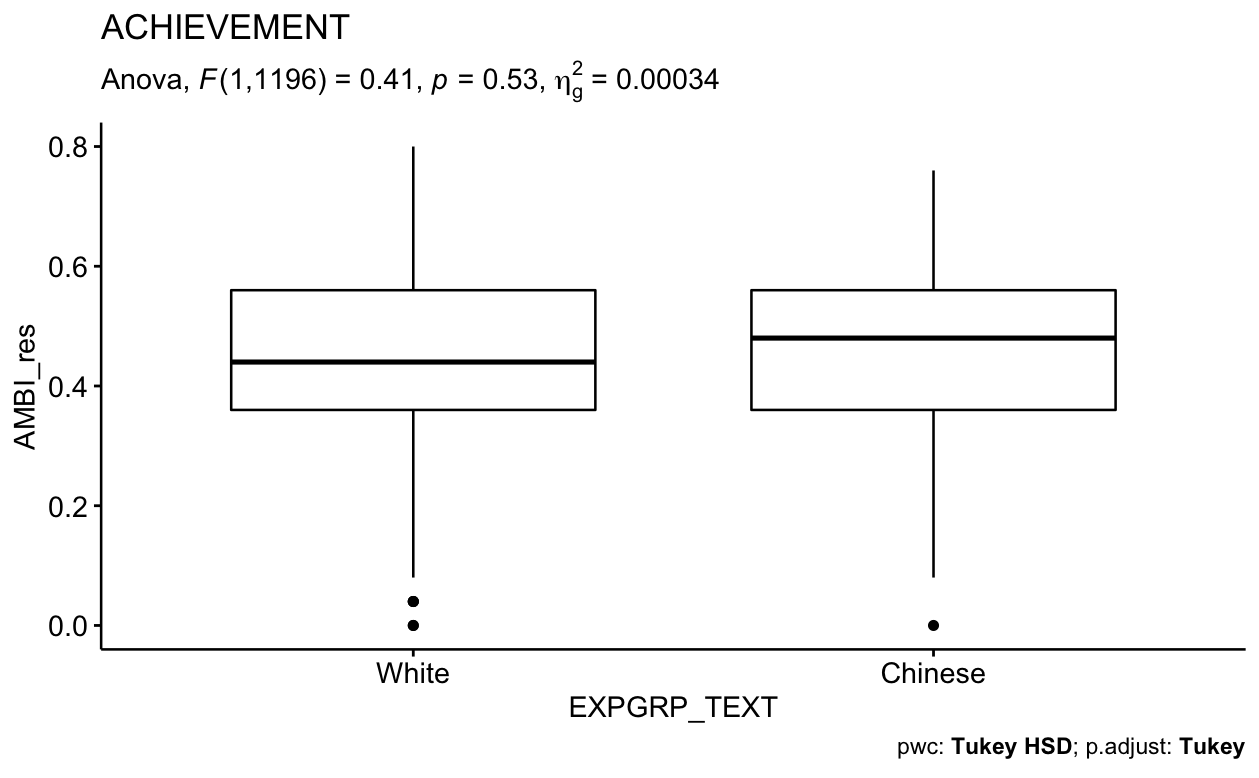 ACHIEVEMENT
Anova, F(1,1196) = 0.41, p = 0.53, η²g = 0.00034
0.8
0.6
0.4
0.2
0.0
AMBI_res
White Chinese
EXPGRP_TEXT
pwc: Tukey HSD; p.adjust: Tukey